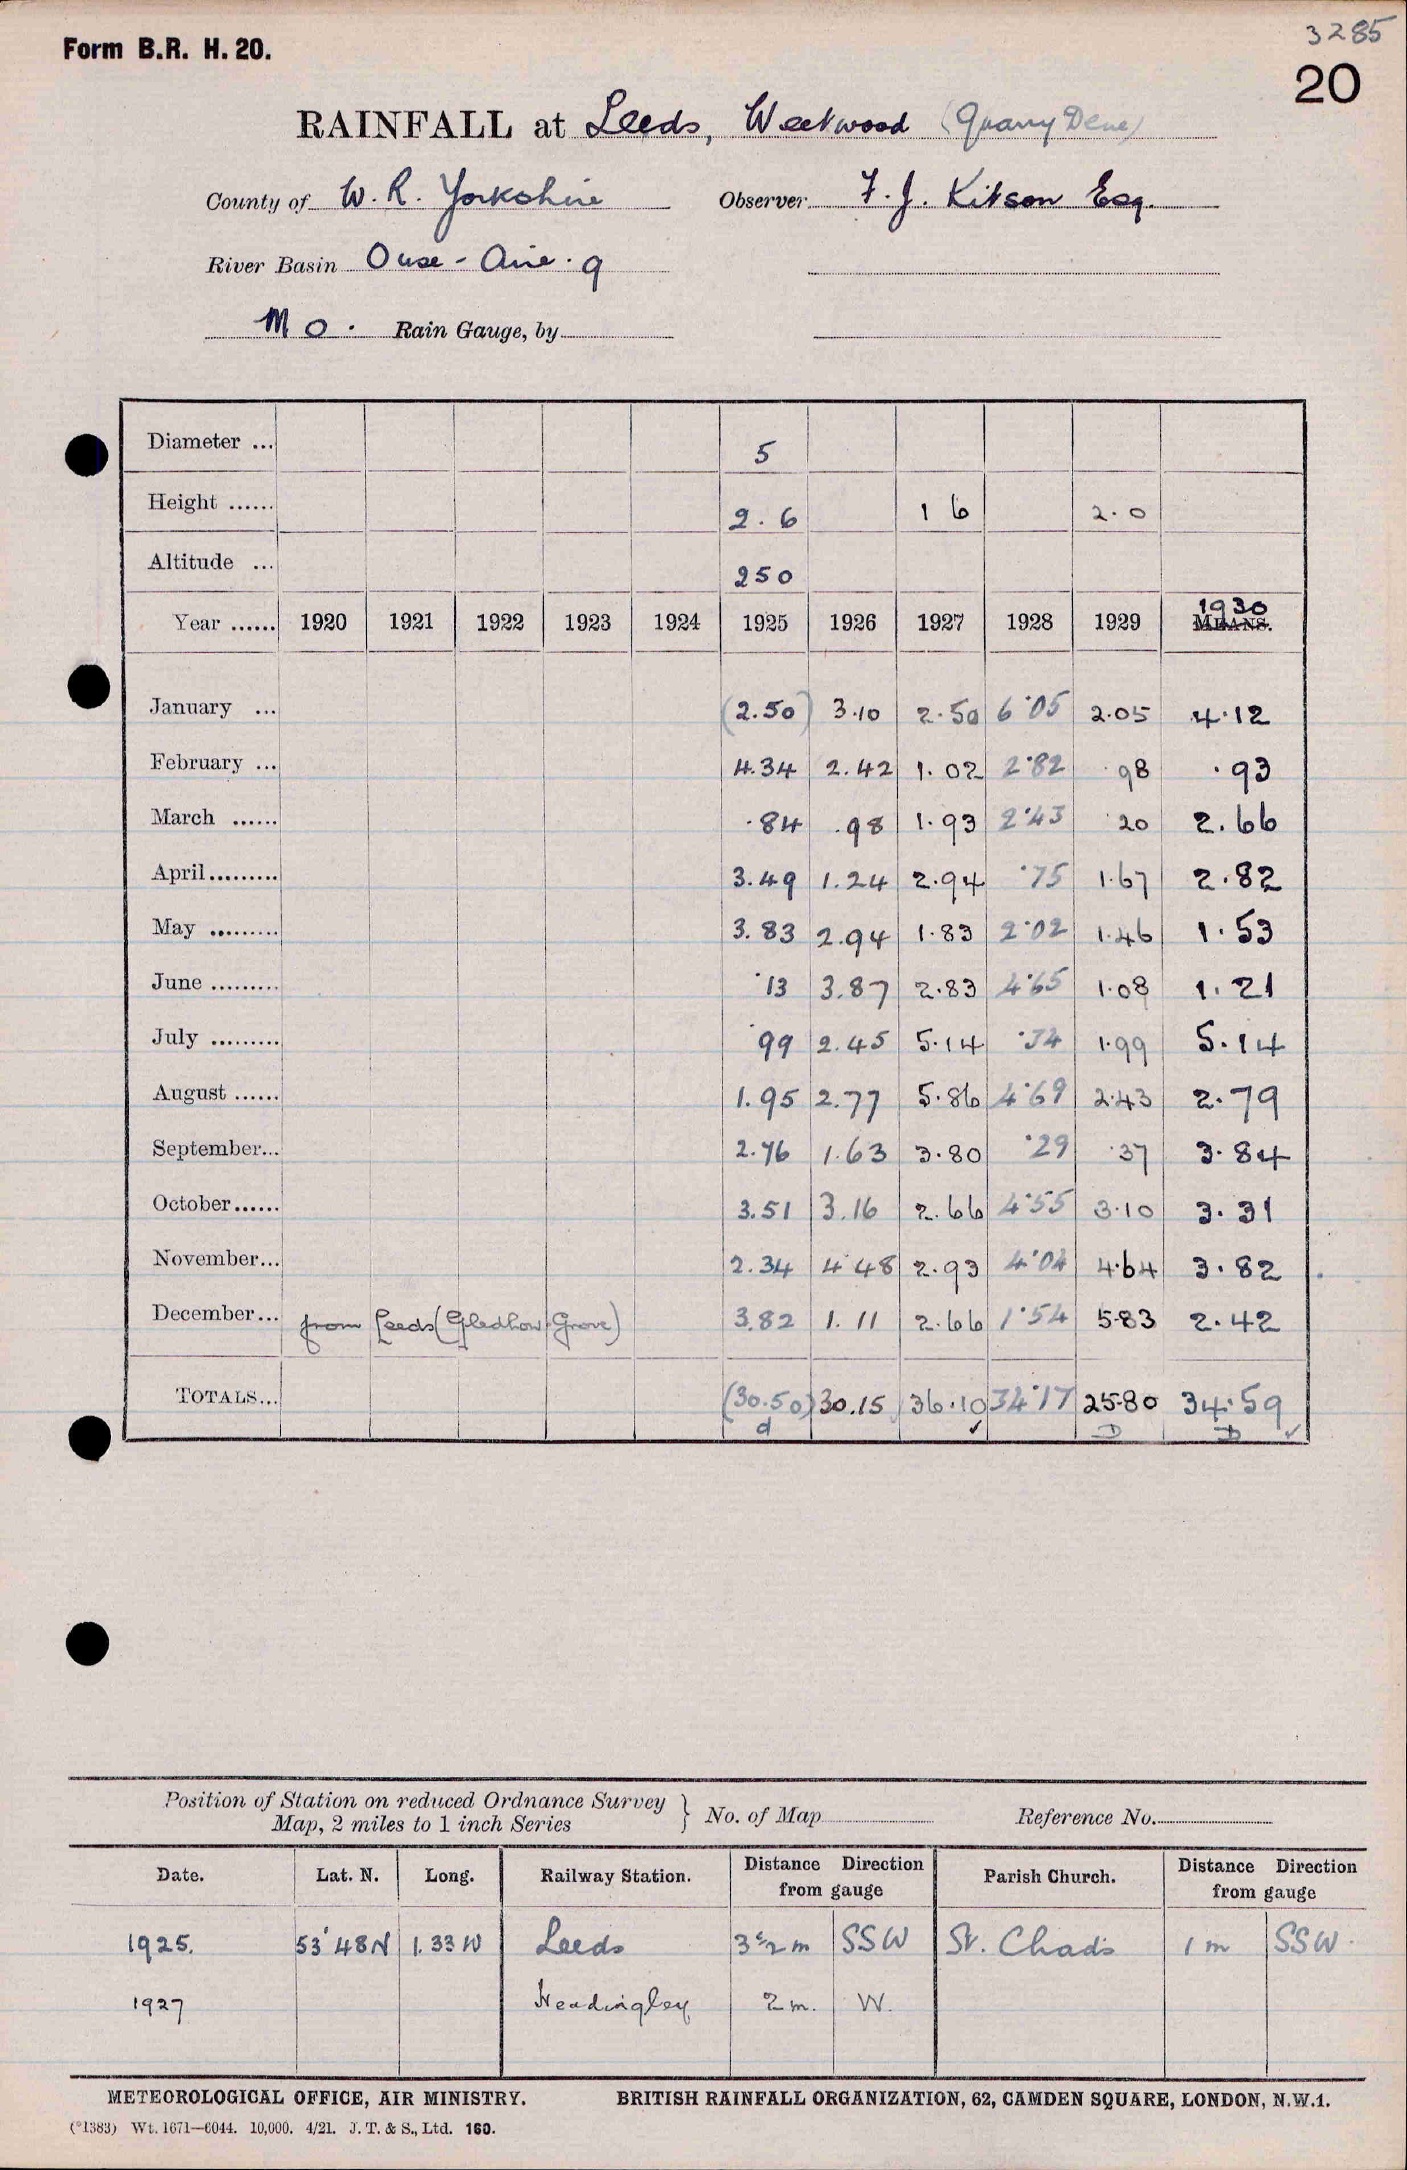 3285
Form B.R. H. 20.
20
RAINFALL at Leeds, Weetwood (Quarry Dene)
County of W. R. Yorkshire Observer F. J. Kitson Esq.
River Basin Ouse - Aire . 9
M O . Rain Gauge, by
Diameter ... 5
Height ...... 2 . 6 1 6 2 . 0
Altitude ... 250
1930
Year ...... 1920 1921 1922 1923 1924 1925 1926 1927 1928 1929 MEANS.
January ... (2.50) 3.10 2.50 6.05 2.05 4.12
February ... 4.34 2.42 1.02 2.82 .98 .93
March ...... .84 .98 1.93 2.43 .20 2.66
April ......... 3.49 1.24 2.94 .75 1.67 2.82
May ......... 3.83 2.94 1.83 2.02 1.46 1.53
June ......... .13 3.87 2.83 4.65 1.08 1.21
July ......... .99 2.45 5.14 .34 1.99 5.14
August ...... 1.95 2.77 5.86 4.69 2.43 2.79
September... 2.76 1.63 3.80 .29 .37 3.84
October...... 3.51 3.16 2.66 4.55 3.10 3.31
November... 2.34 4.48 2.93 4.04 4.64 3.82
December... from Leeds (Gledhow Grove) 3.82 1.11 2.66 1.54 5.83 2.42
TOTALS... (30.50) 30.15 36.10 34.17 25.80 34.59
d ✓ D D ✓
Position of Station on reduced Ordnance Survey
Map, 2 miles to 1 inch Series } No. of Map Reference No.
Date. Lat. N. Long. Railway Station. Distance Direction from gauge Parish Church. Distance Direction from gauge
1925. 53°48N 1.33W Leeds 3½ m SSW St. Chads 1 m SSW.
1927 Headingley 2 m. W.
METEOROLOGICAL OFFICE, AIR MINISTRY. BRITISH RAINFALL ORGANIZATION, 62, CAMDEN SQUARE, LONDON, N.W.1.
(*1383) Wt. 1671—6044. 10,000. 4/21. J. T. & S., Ltd. 160.